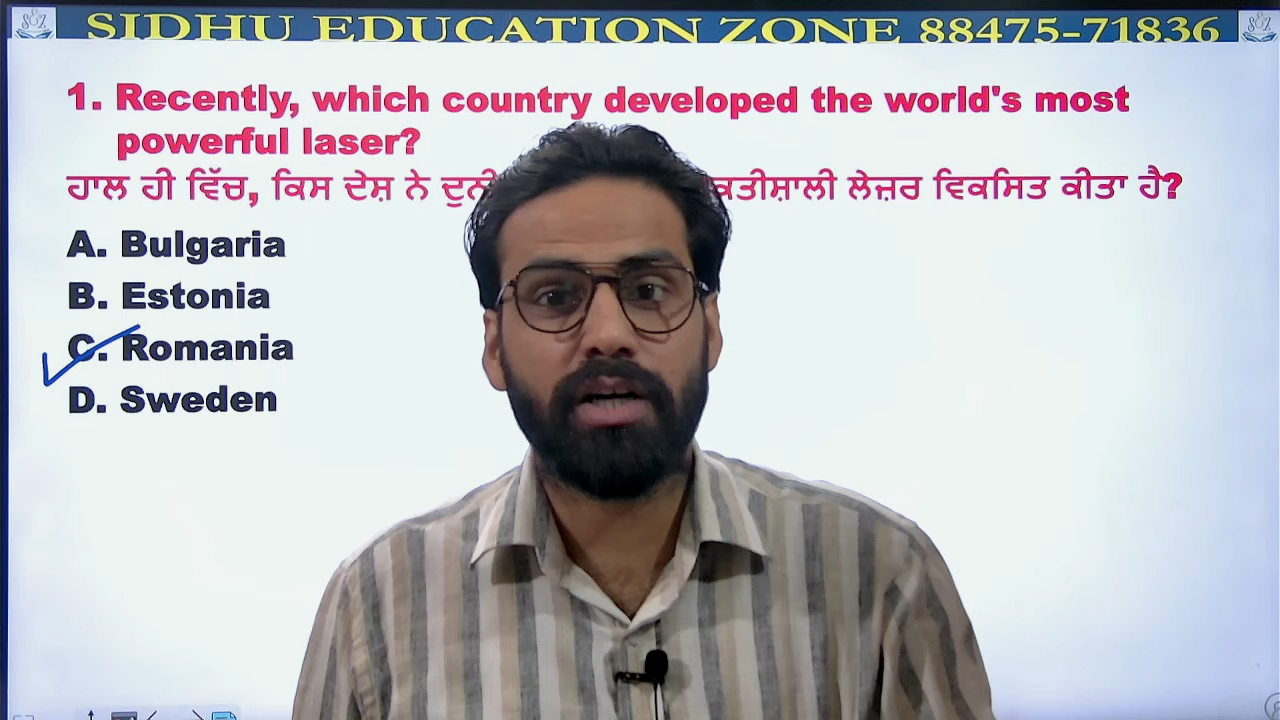 SIDHU EDUCATION ZONE 88475-71836
1. Recently, which country developed the world's most
powerful laser?
ਹਾਲ ਹੀ ਵਿੱਚ, ਕਿਸ ਦੇਸ਼ ਨੇ ਲੇਜ਼ਰ ਵਿਕਸਿਤ ਕੀਤਾ ਹੈ?
A. Bulgaria
B. Estonia
C. Romania
D. Sweden